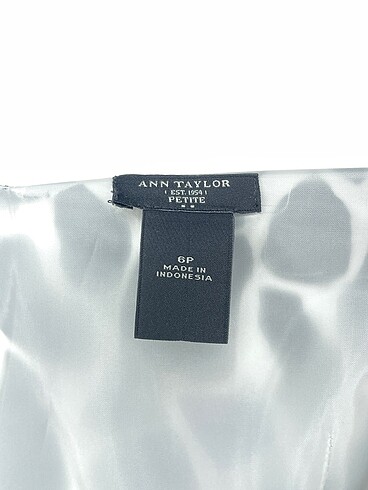 ANN TAYLOR
EST. 1954
PETITE
6P
MADE IN
INDONESIA